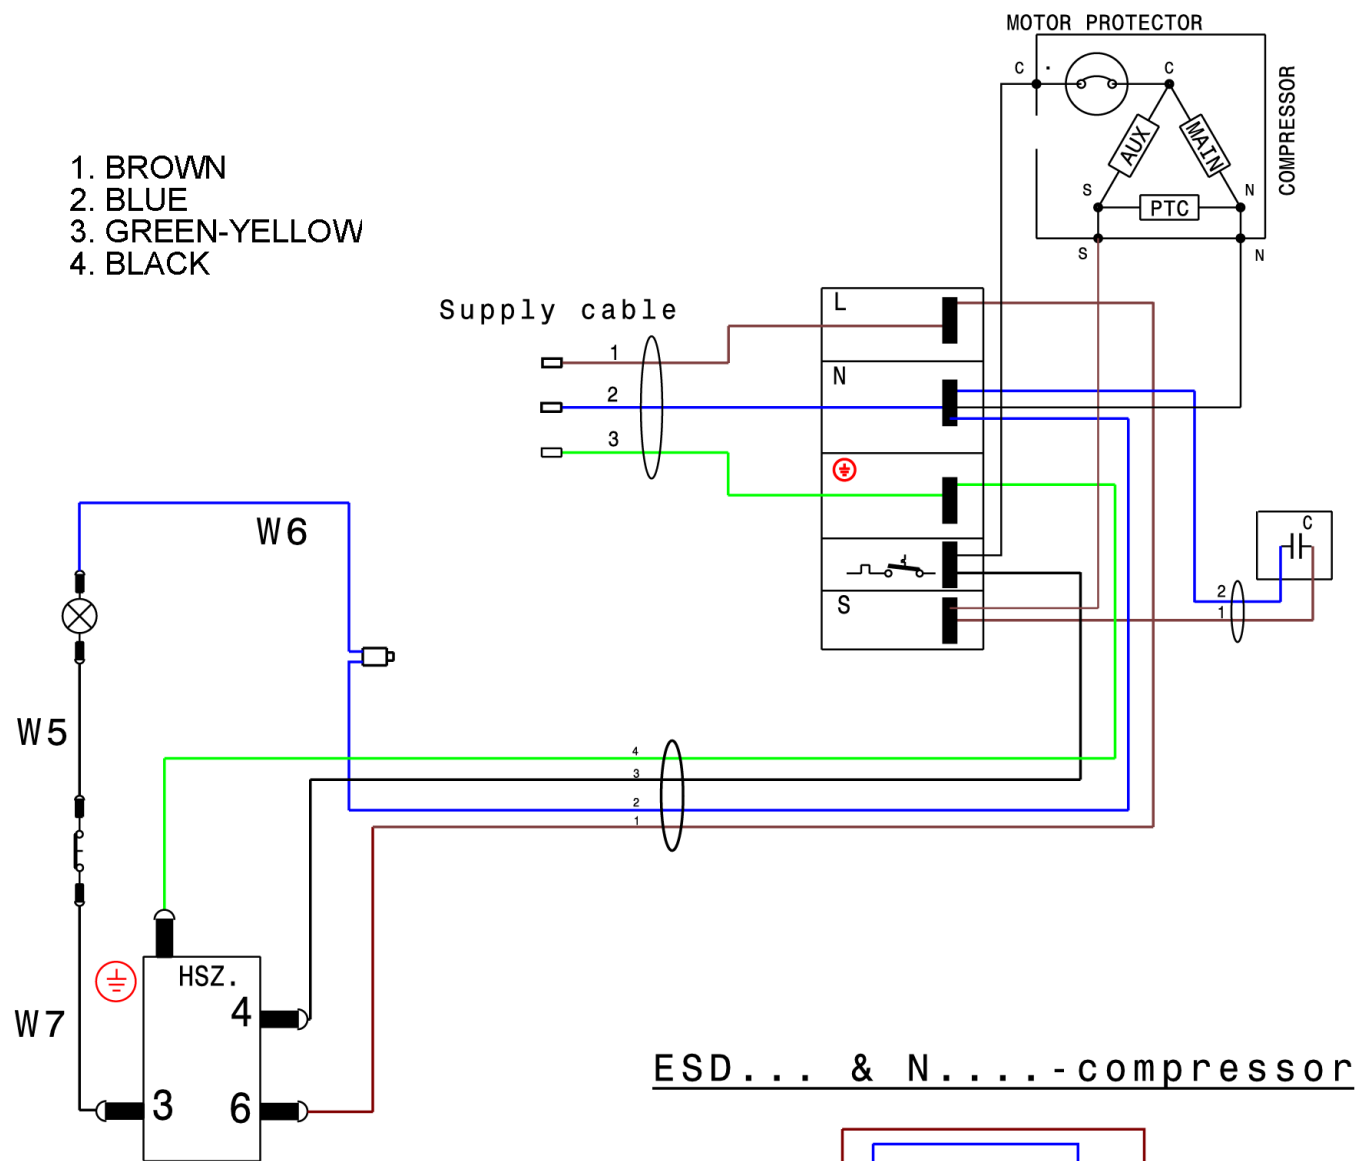 MOTOR PROTECTOR
C
C
COMPRESSOR
AUX
MAIN
S
N
PTC
S
N
1. BROWN
2. BLUE
3. GREEN-YELLOW
4. BLACK
Supply cable
1
2
3
L
N
S
C
2
1
W6
W5
4
3
2
1
HSZ.
4
W7
3
6
ESD... & N....-compressor